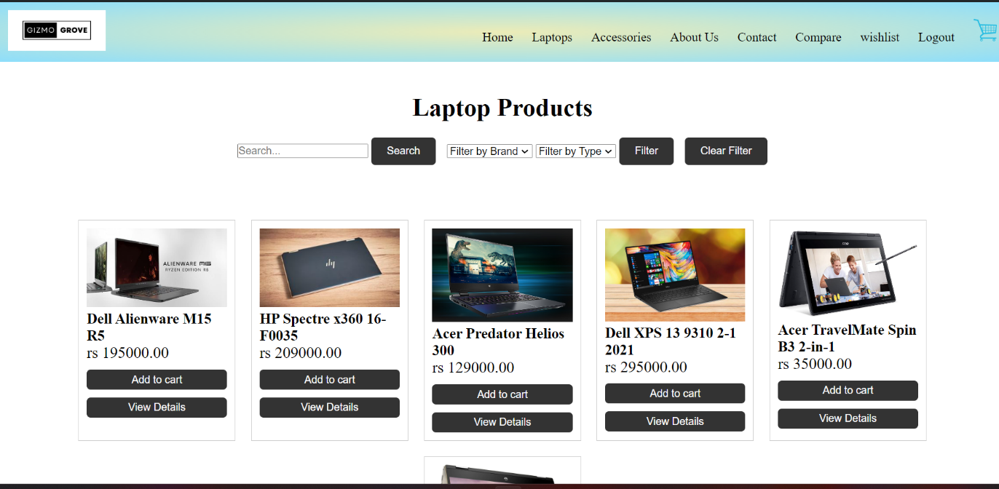 GIZMO GROVE
Home Laptops Accessories About Us Contact Compare wishlist Logout
Laptop Products
Search... Search Filter by Brand Filter by Type Filter Clear Filter
ALIENWARE M15
RYZEN EDITION R5
Dell Alienware M15
R5
rs 195000.00
Add to cart
View Details
hp
HP Spectre x360 16-
F0035
rs 209000.00
Add to cart
View Details
Acer Predator Helios
300
rs 129000.00
Add to cart
View Details
Dell XPS 13 9310 2-1
2021
rs 295000.00
Add to cart
View Details
acer
Acer TravelMate Spin
B3 2-in-1
rs 35000.00
Add to cart
View Details